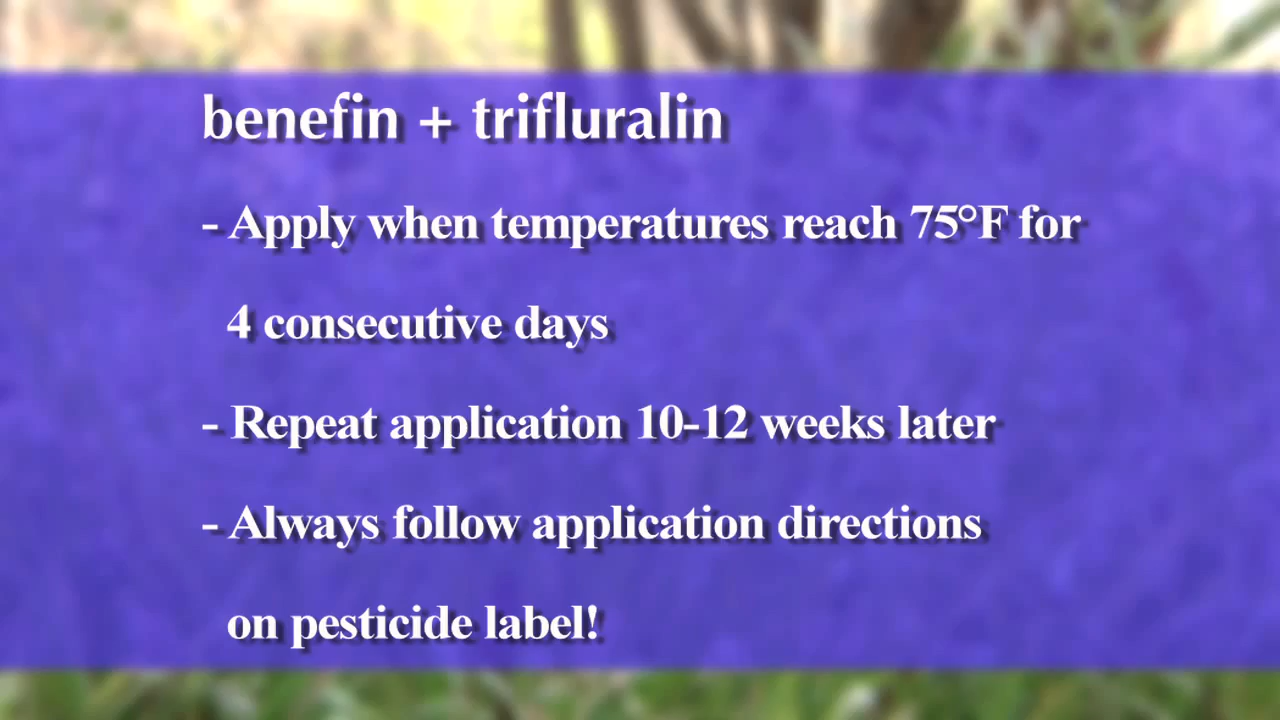 benefin + trifluralin
- Apply when temperatures reach 75°F for
4 consecutive days
- Repeat application 10-12 weeks later
- Always follow application directions
on pesticide label!